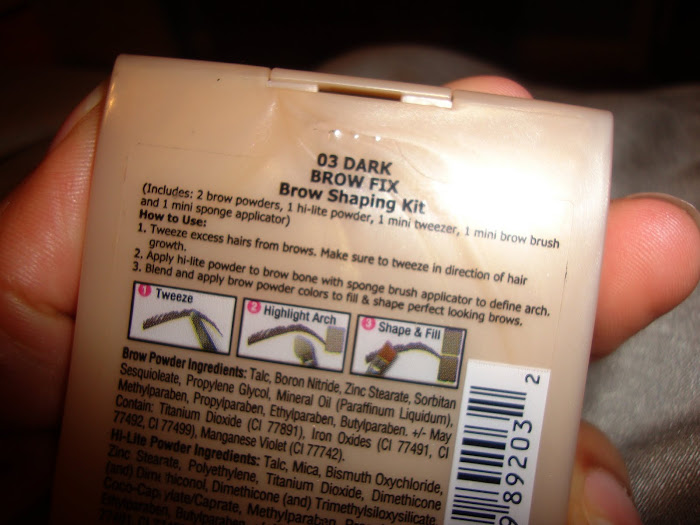 03 DARK
BROW FIX
Brow Shaping Kit
(Includes: 2 brow powders, 1 hi-lite powder, 1 mini tweezer, 1 mini brow brush
and 1 mini sponge applicator)
How to Use:
1. Tweeze excess hairs from brows. Make sure to tweeze in direction of hair
growth.
2. Apply hi-lite powder to brow bone with sponge brush applicator to define arch.
3. Blend and apply brow powder colors to fill & shape perfect looking brows.
1 Tweeze
2 Highlight Arch
3 Shape & Fill
Brow Powder Ingredients: Talc, Boron Nitride, Zinc Stearate, Sorbitan
Sesquioleate, Propylene Glycol, Mineral Oil (Paraffinum Liquidum),
Methylparaben, Propylparaben, Ethylparaben, Butylparaben. +/- May
Contain: Titanium Dioxide (CI 77891), Iron Oxides (CI 77491, CI
77492, CI 77499), Manganese Violet (CI 77742).
Hi-Lite Powder Ingredients: Talc, Mica, Bismuth Oxychloride,
Zinc Stearate, Polyethylene, Titanium Dioxide, Dimethicone
(and) Dimethiconol, Dimethicone (and) Trimethylsiloxysilicate,
Ethylparaben, Butylparaben
89203 2